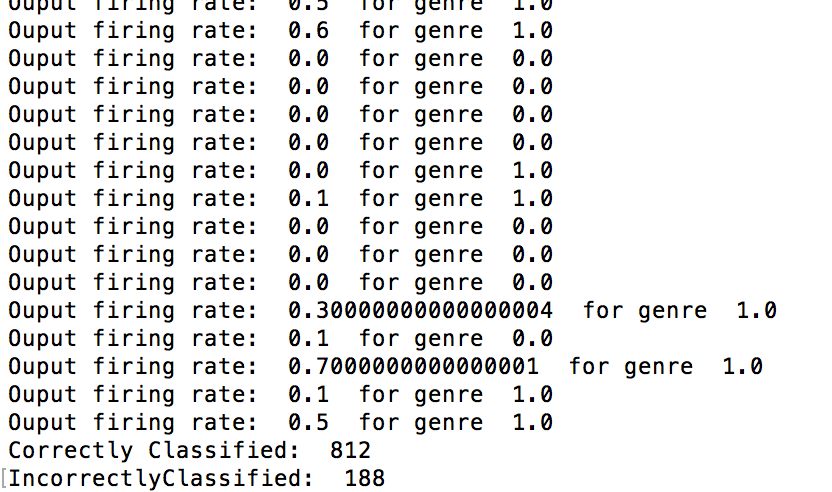 Ouput firing rate:  0.5  for genre  1.0
Ouput firing rate:  0.6  for genre  1.0
Ouput firing rate:  0.0  for genre  0.0
Ouput firing rate:  0.0  for genre  0.0
Ouput firing rate:  0.0  for genre  0.0
Ouput firing rate:  0.0  for genre  0.0
Ouput firing rate:  0.0  for genre  1.0
Ouput firing rate:  0.1  for genre  1.0
Ouput firing rate:  0.0  for genre  0.0
Ouput firing rate:  0.0  for genre  0.0
Ouput firing rate:  0.0  for genre  0.0
Ouput firing rate:  0.30000000000000004  for genre  1.0
Ouput firing rate:  0.1  for genre  0.0
Ouput firing rate:  0.7000000000000001  for genre  1.0
Ouput firing rate:  0.1  for genre  1.0
Ouput firing rate:  0.5  for genre  1.0
Correctly Classified:  812
[IncorrectlyClassified:  188